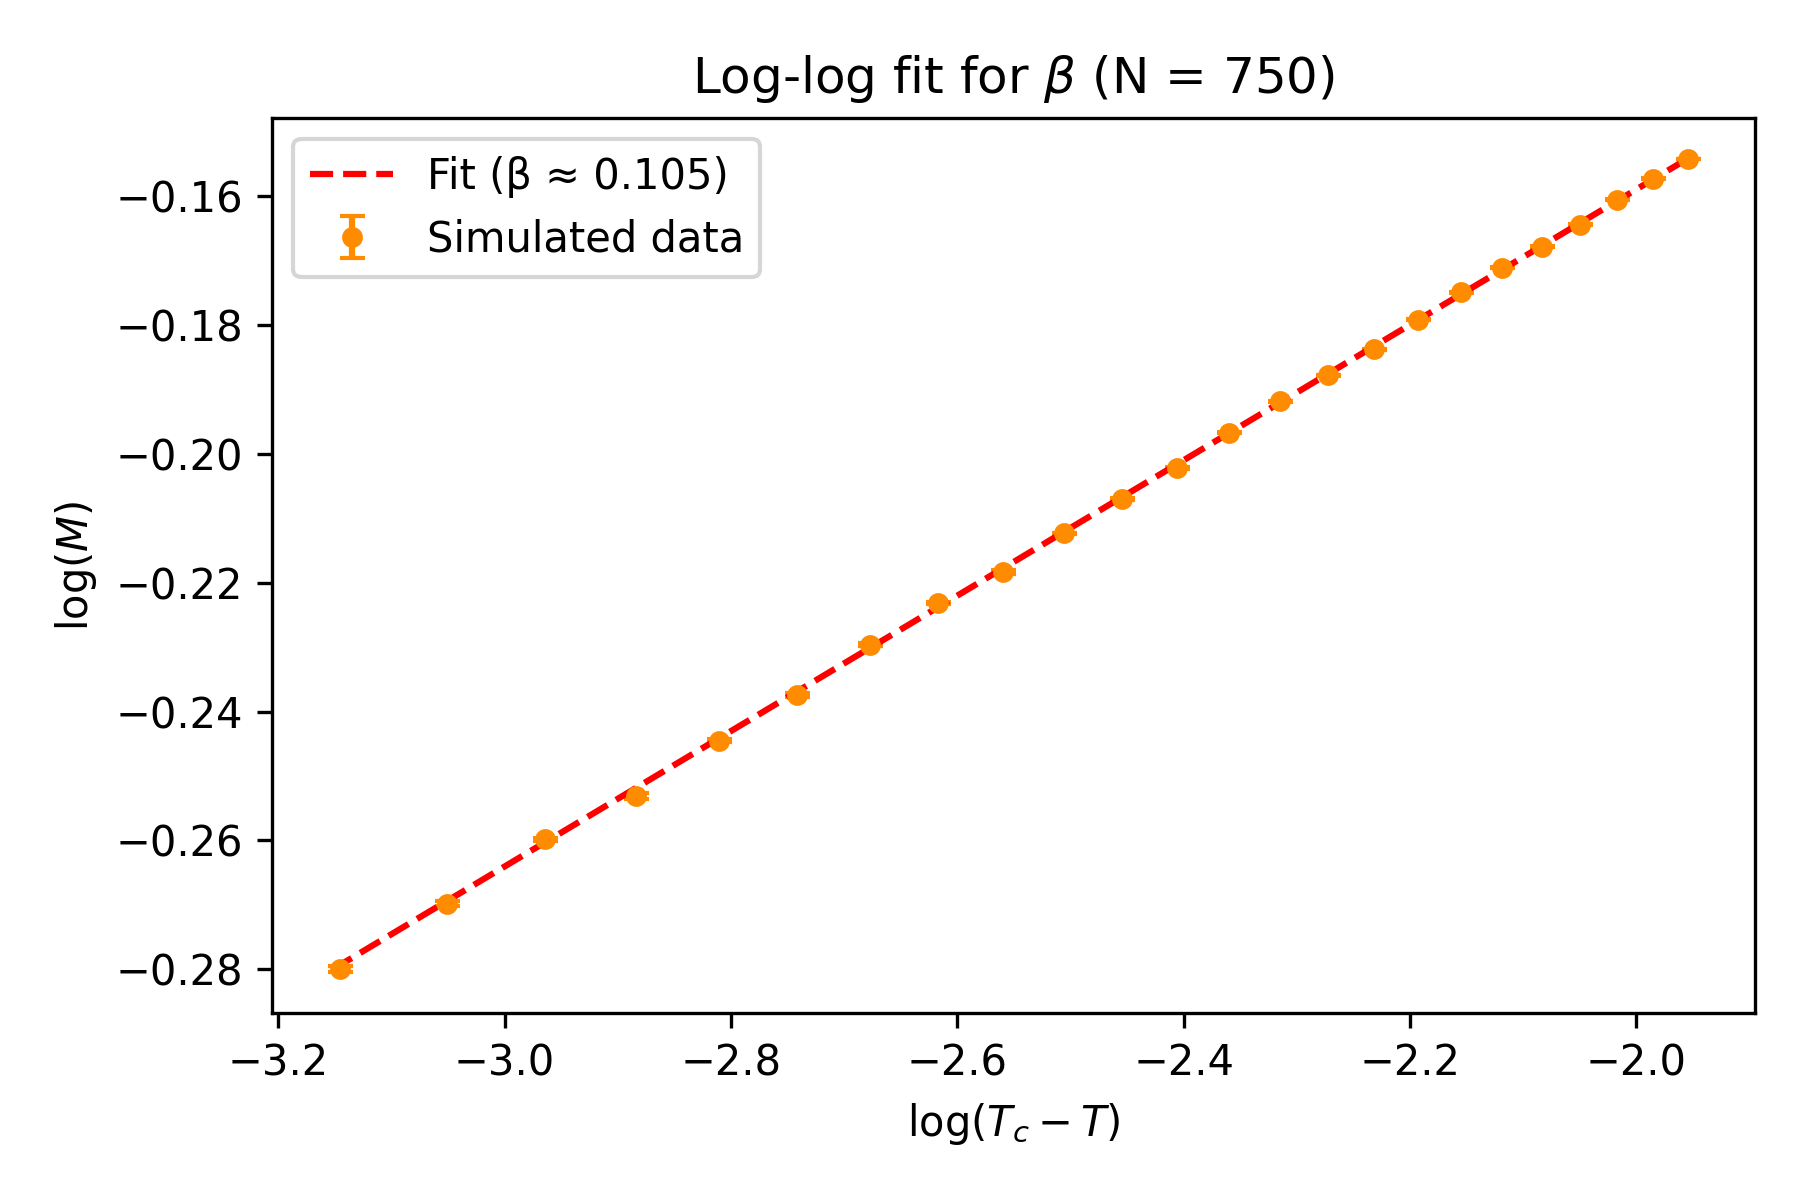 Log-log fit for β (N = 750)
Fit (β ≈ 0.105)
Simulated data
−0.16
−0.18
−0.20
−0.22
−0.24
−0.26
−0.28
log(M)
−3.2 −3.0 −2.8 −2.6 −2.4 −2.2 −2.0
log(T_c − T)